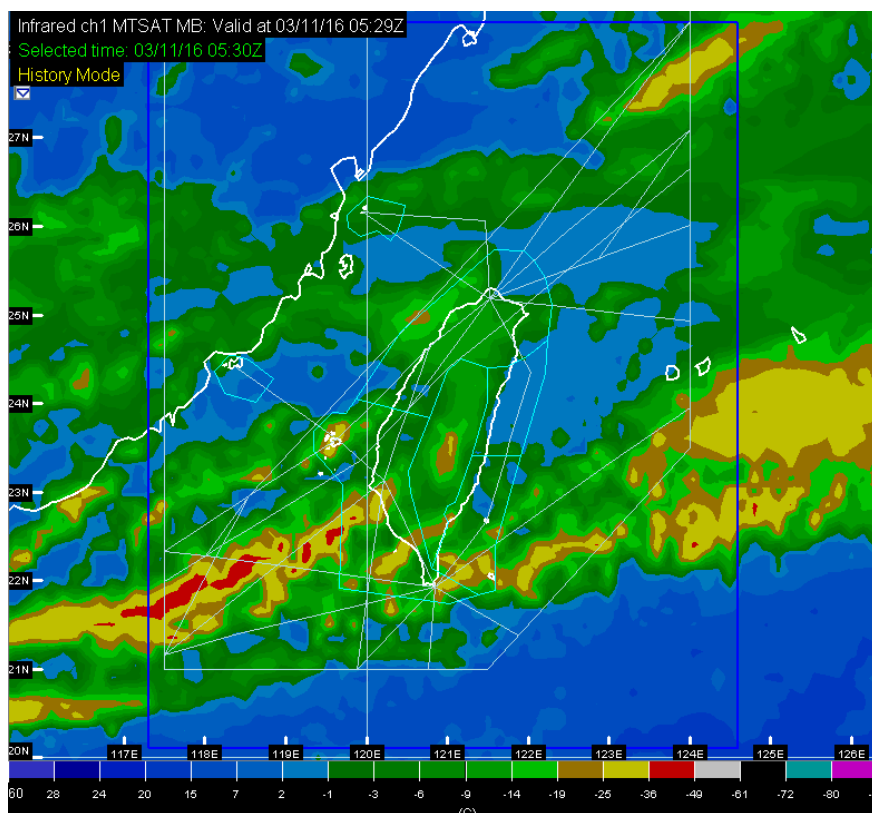 Infrared ch1 MTSAT MB: Valid at 03/11/16 05:29Z
Selected time: 03/11/16 05:30Z
History Mode
27N
26N
25N
24N
23N
22N
21N
20N
117E 118E 119E 120E 121E 122E 123E 124E 125E 126E
60 28 24 20 15 7 2 -1 -3 -6 -9 -14 -19 -25 -36 -49 -61 -72 -80
(C)